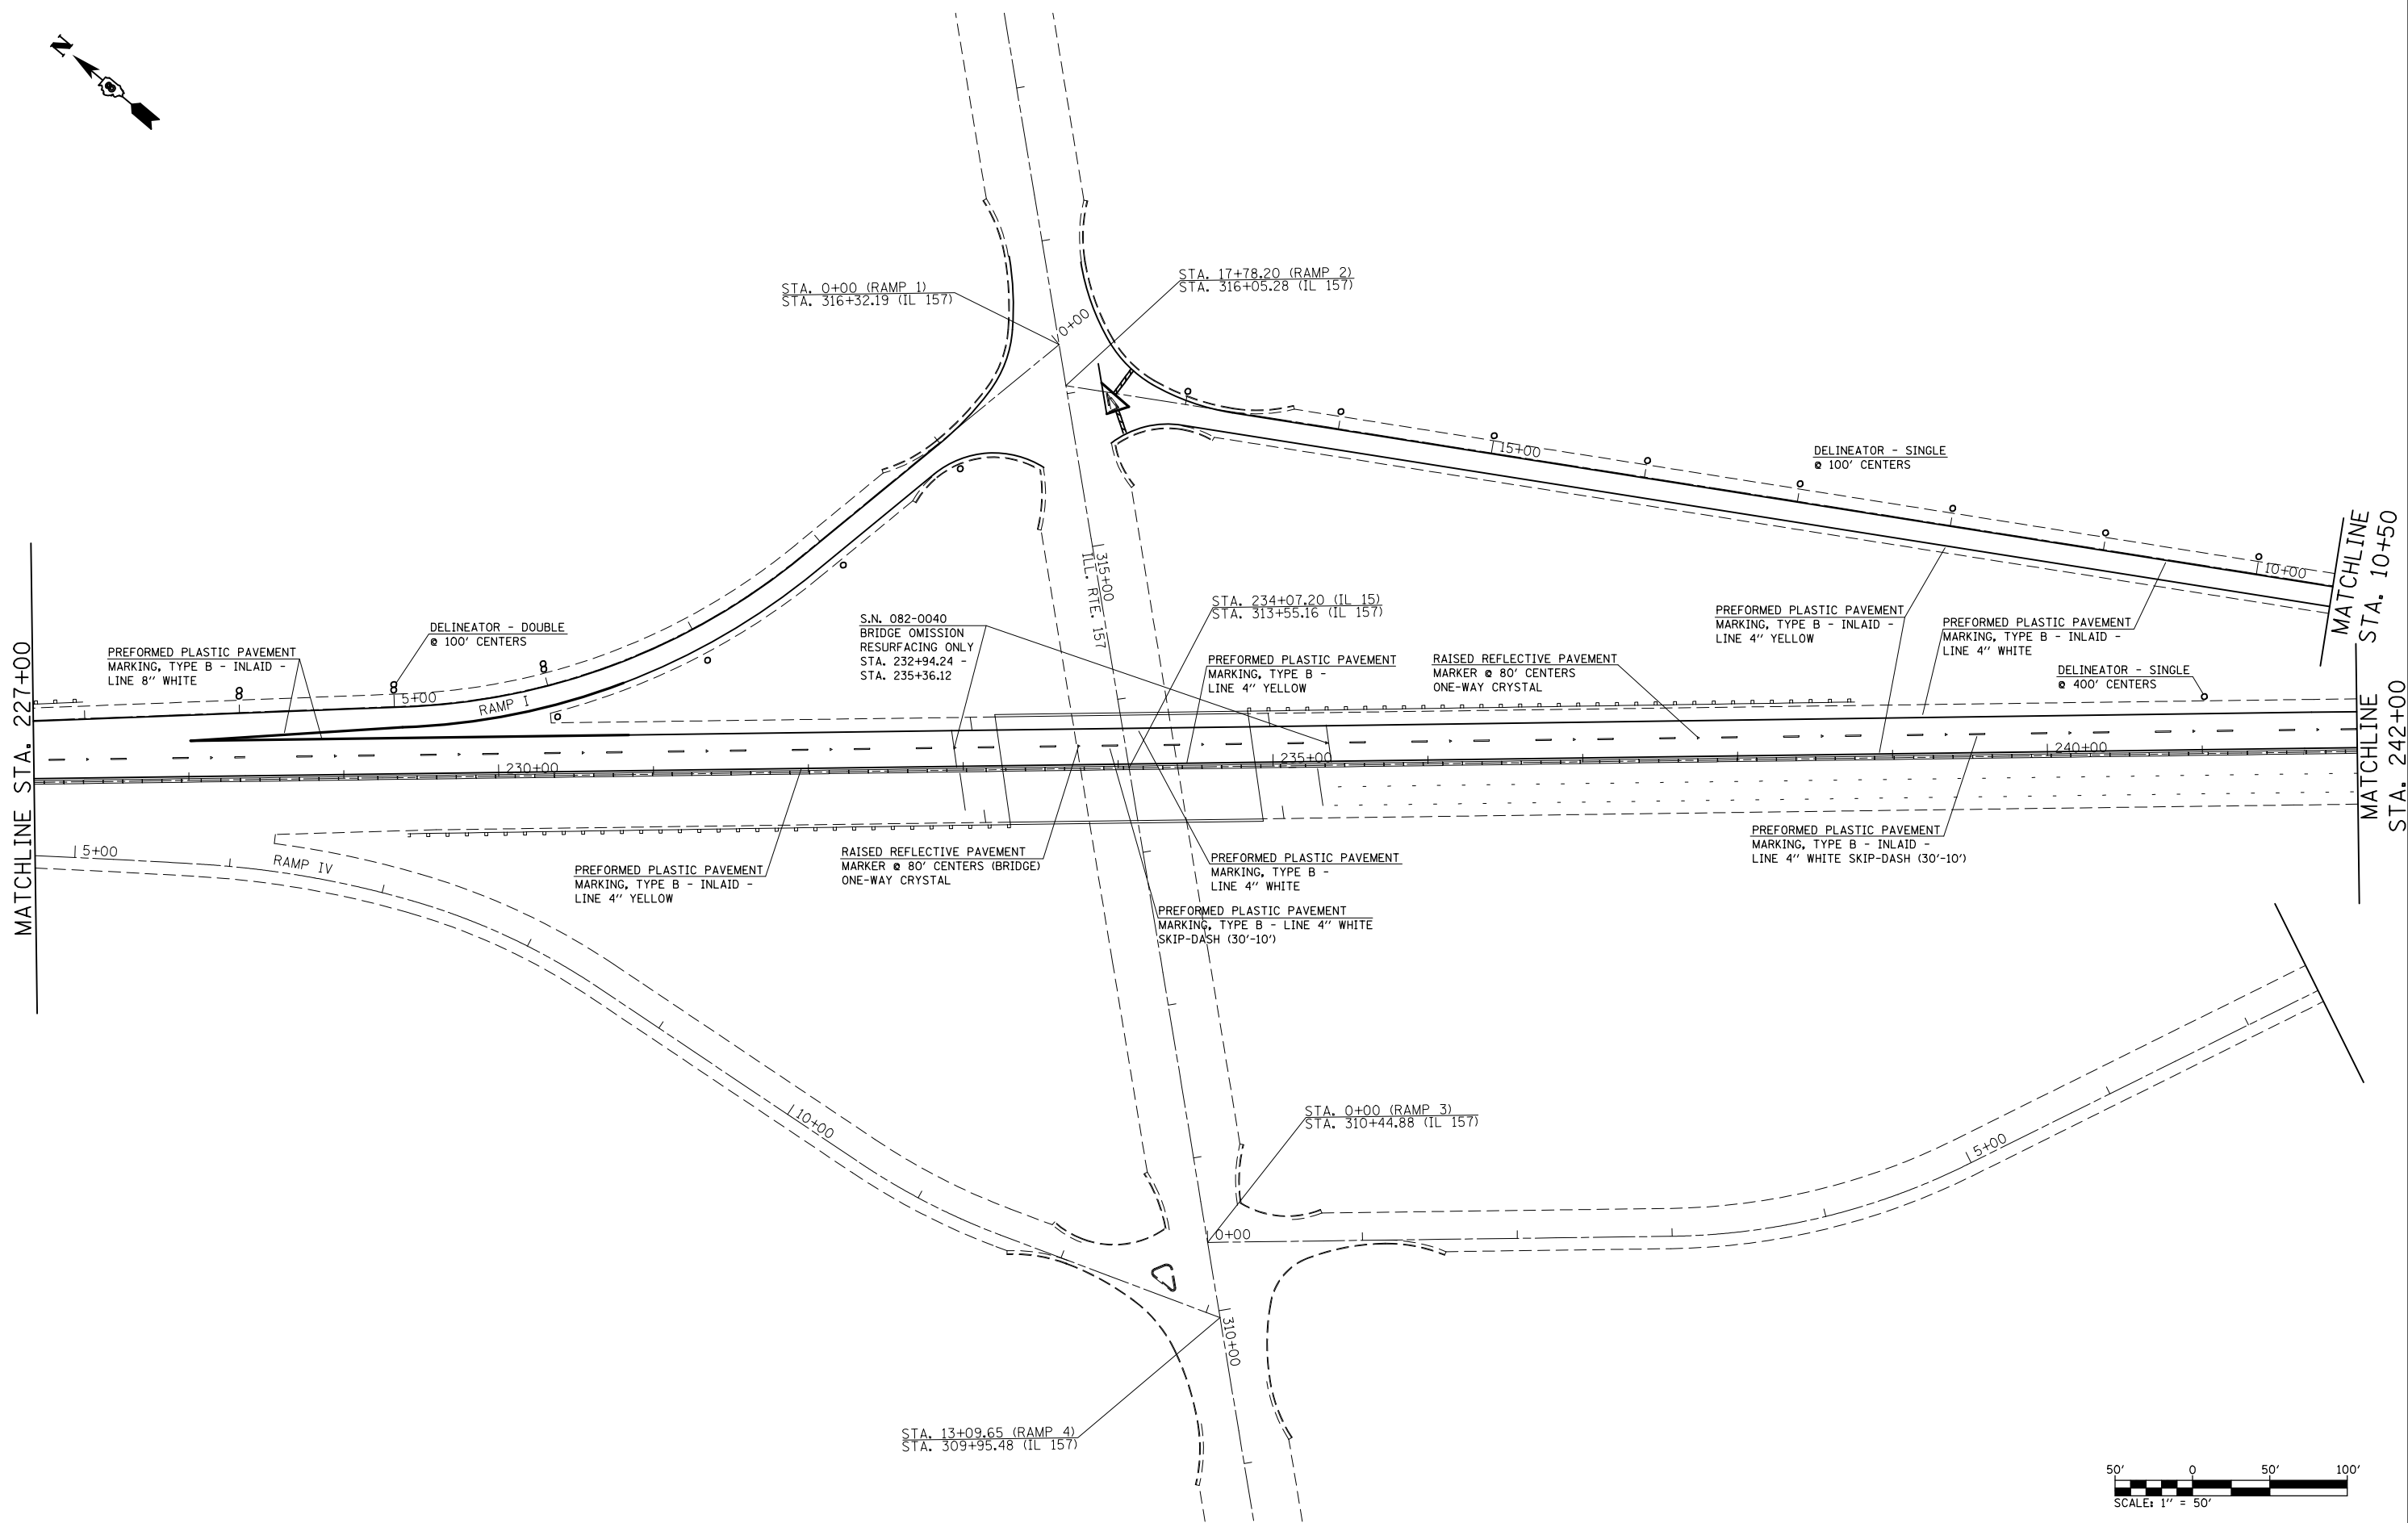 N
STA. 0+00 (RAMP 1)
STA. 316+32.19 (IL 157)
0+00
STA. 17+78.20 (RAMP 2)
STA. 316+05.28 (IL 157)
15+00
DELINEATOR - SINGLE
@ 100' CENTERS
10+00
MATCHLINE
STA. 10+50
MATCHLINE STA. 227+00
PREFORMED PLASTIC PAVEMENT
MARKING, TYPE B - INLAID -
LINE 8" WHITE
DELINEATOR - DOUBLE
@ 100' CENTERS
5+00
RAMP I
S.N. 082-0040
BRIDGE OMISSION
RESURFACING ONLY
STA. 232+94.24 -
STA. 235+36.12
315+00
ILL. RTE. 157
STA. 234+07.20 (IL 15)
STA. 313+55.16 (IL 157)
PREFORMED PLASTIC PAVEMENT
MARKING, TYPE B -
LINE 4" YELLOW
RAISED REFLECTIVE PAVEMENT
MARKER @ 80' CENTERS
ONE-WAY CRYSTAL
PREFORMED PLASTIC PAVEMENT
MARKING, TYPE B - INLAID -
LINE 4" YELLOW
PREFORMED PLASTIC PAVEMENT
MARKING, TYPE B - INLAID -
LINE 4" WHITE
DELINEATOR - SINGLE
@ 400' CENTERS
MATCHLINE
STA. 242+00
230+00
235+00
240+00
5+00
RAMP IV
PREFORMED PLASTIC PAVEMENT
MARKING, TYPE B - INLAID -
LINE 4" YELLOW
RAISED REFLECTIVE PAVEMENT
MARKER @ 80' CENTERS (BRIDGE)
ONE-WAY CRYSTAL
PREFORMED PLASTIC PAVEMENT
MARKING, TYPE B -
LINE 4" WHITE
PREFORMED PLASTIC PAVEMENT
MARKING, TYPE B - LINE 4" WHITE
SKIP-DASH (30'-10')
PREFORMED PLASTIC PAVEMENT
MARKING, TYPE B - INLAID -
LINE 4" WHITE SKIP-DASH (30'-10')
10+00
STA. 0+00 (RAMP 3)
STA. 310+44.88 (IL 157)
0+00
5+00
310+00
STA. 13+09.65 (RAMP 4)
STA. 309+95.48 (IL 157)
50' 0 50' 100'
SCALE: 1" = 50'